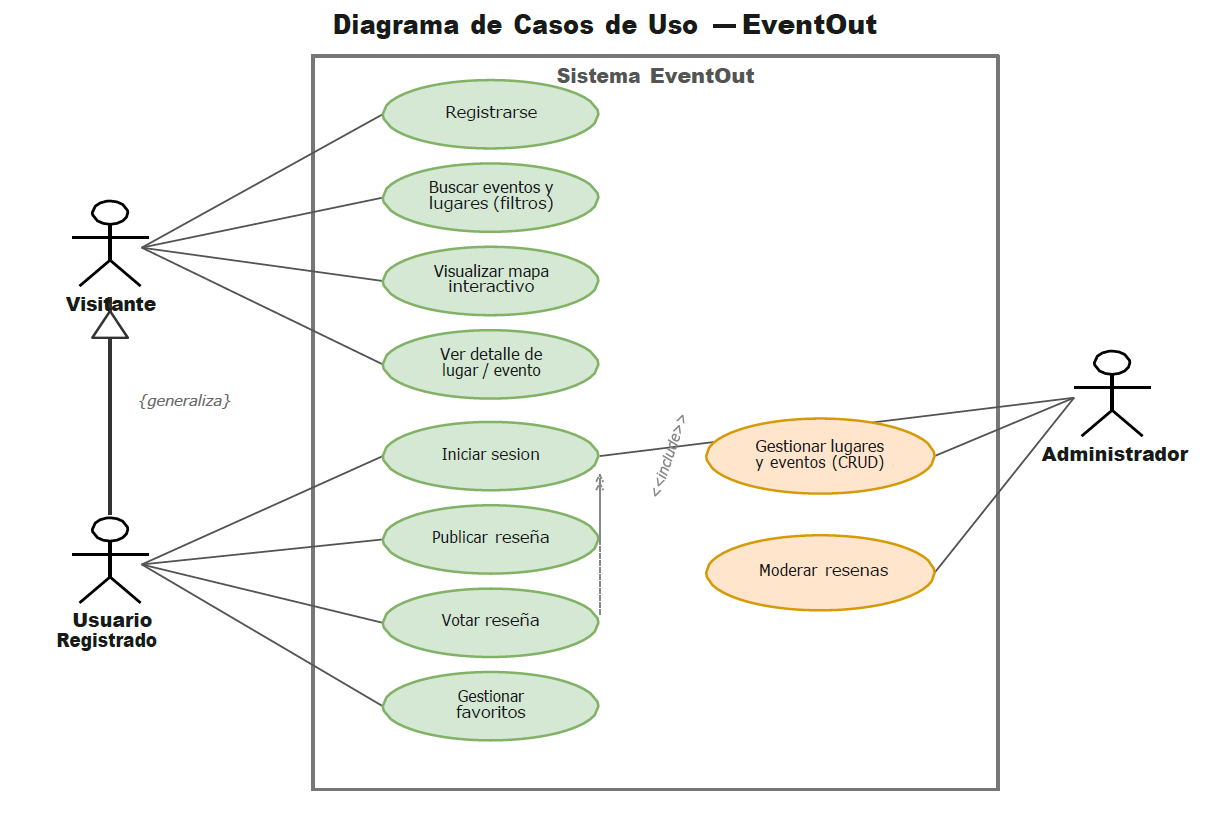 Diagrama de Casos de Uso — EventOut
Sistema EventOut
Registrarse
Buscar eventos y
lugares (filtros)
Visualizar mapa
interactivo
Visitante
Ver detalle de
lugar / evento
{generaliza}
Iniciar sesion
<<include>>
Gestionar lugares
y eventos (CRUD)
Administrador
Publicar reseña
Moderar resenas
Votar reseña
Usuario
Registrado
Gestionar
favoritos